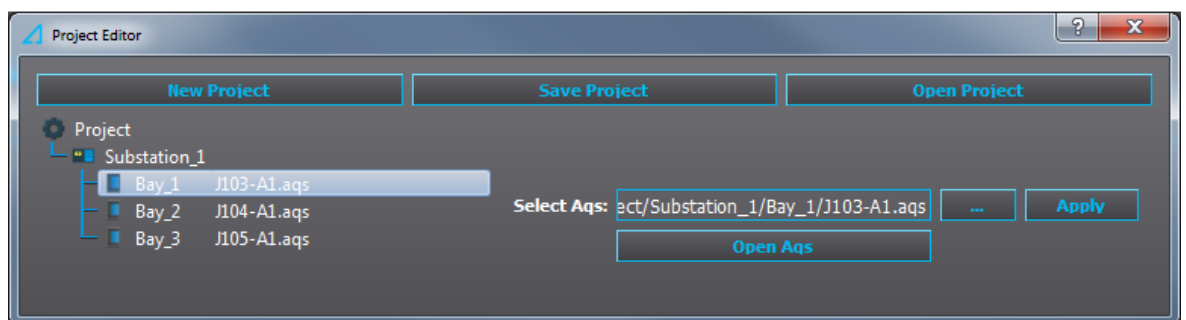 Project Editor
New Project Save Project Open Project
Project
Substation_1
Bay_1 J103-A1.aqs
Bay_2 J104-A1.aqs
Bay_3 J105-A1.aqs
Select Aqs: ect/Substation_1/Bay_1/J103-A1.aqs ... Apply
Open Aqs